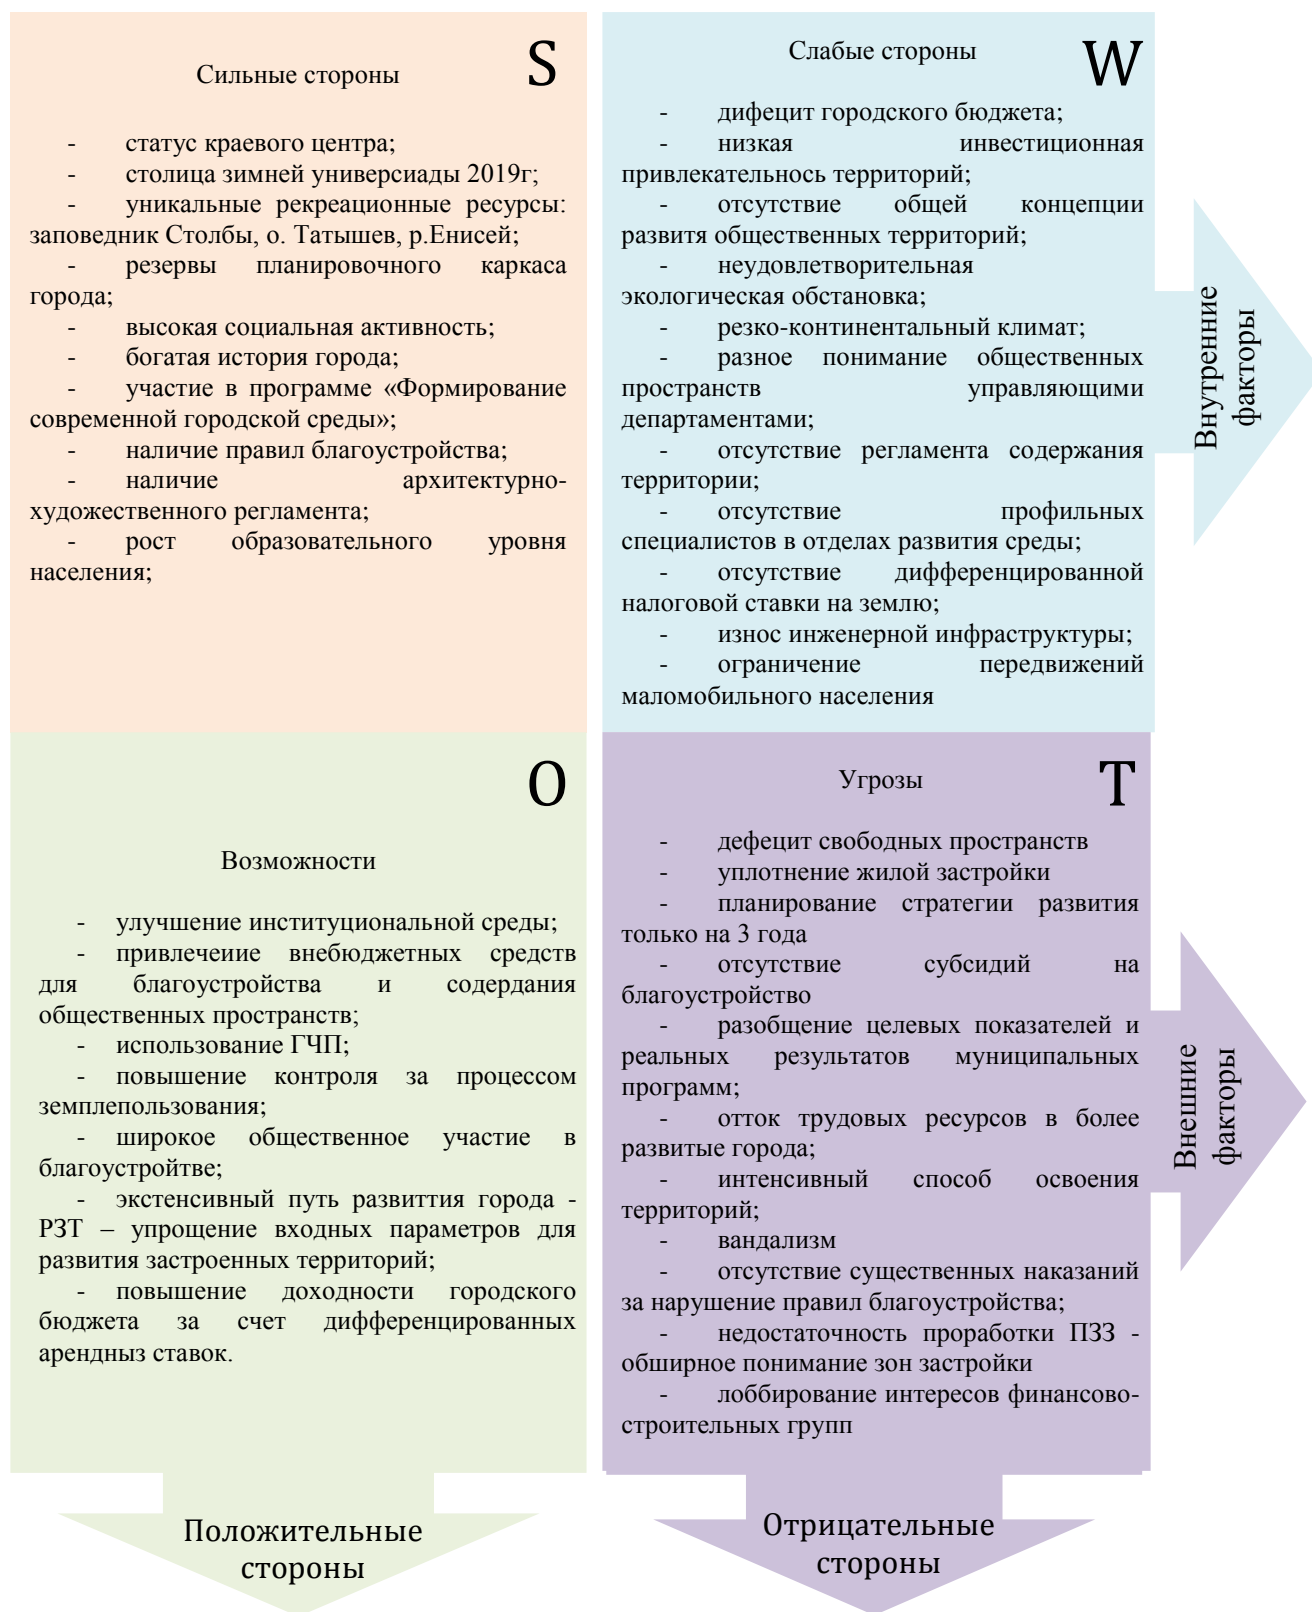 S
Сильные стороны
- статус краевого центра;
- столица зимней универсиады 2019г;
- уникальные рекреационные ресурсы:
заповедник Столбы, о. Татышев, р.Енисей;
- резервы планировочного каркаса
города;
- высокая социальная активность;
- богатая история города;
- участие в программе «Формирование
современной городской среды»;
- наличие правил благоустройства;
- наличие архитектурно-
художественного регламента;
- рост образовательного уровня
населения;
W
Слабые стороны
- дифецит городского бюджета;
- низкая инвестиционная
привлекательнось территорий;
- отсутствие общей концепции
развитя общественных территорий;
- неудовлетворительная
экологическая обстановка;
- резко-континентальный климат;
- разное понимание общественных
пространств управляющими
департаментами;
- отсутствие регламента содержания
территории;
- отсутствие профильных
специалистов в отделах развития среды;
- отсутствие дифференцированной
налоговой ставки на землю;
- износ инженерной инфраструктуры;
- ограничение передвижений
маломобильного населения
Внутренние
факторы
O
Возможности
- улучшение институциональной среды;
- привлечеиие внебюджетных средств
для благоустройства и содердания
общественных пространств;
- использование ГЧП;
- повышение контроля за процессом
земплепользования;
- широкое общественное участие в
благоустройтве;
- экстенсивный путь развиттия города -
РЗТ – упрощение входных параметров для
развития застроенных территорий;
- повышение доходности городского
бюджета за счет дифференцированных
арендныз ставок.
T
Угрозы
- дефецит свободных пространств
- уплотнение жилой застройки
- планирование стратегии развития
только на 3 года
- отсутствие субсидий на
благоустройство
- разобщение целевых показателей и
реальных результатов муниципальных
программ;
- отток трудовых ресурсов в более
развитые города;
- интенсивный способ освоения
территорий;
- вандализм
- отсутствие существенных наказаний
за нарушение правил благоустройства;
- недостаточность проработки ПЗЗ -
обширное понимание зон застройки
- лоббирование интересов финансово-
строительных групп
Внешние
факторы
Положительные
стороны
Отрицательные
стороны